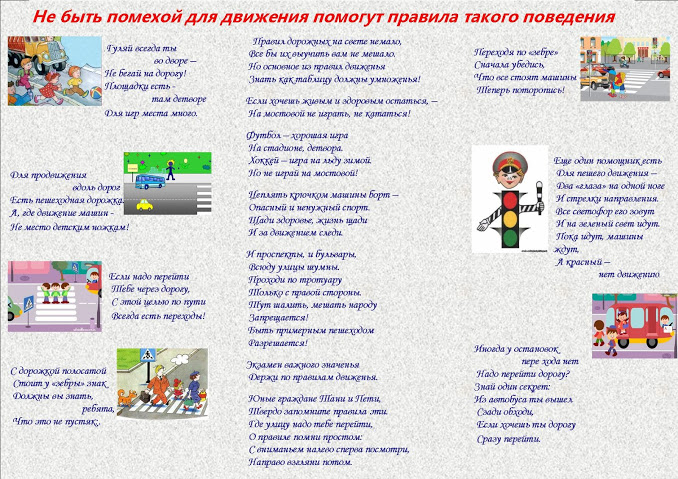 Не быть помехой для движения помогут правила такого поведения
Гуляй всегда ты
во дворе –
Не бегай на дорогу!
Площадки есть -
там детворе
Для игр места много.
Для продвижения
вдоль дорог
Есть пешеходная дорожка.
А, где движение машин -
Не место детским ножкам!
Если надо перейти
Тебе через дорогу,
С этой целью по пути
Всегда есть переходы!
С дорожкой полосатой
Стоит у «зебры» знак
Должны вы знать,
ребята,
Что это не пустяк.
Правил дорожных на свете немало,
Все бы их выучить вам не мешало.
Но основное из правил движенья
Знать как таблицу должны умноженья!
Если хочешь живым и здоровым остаться, –
На мостовой не играть, не кататься!
Футбол – хорошая игра
На стадионе, детвора.
Хоккей – игра на льду зимой.
Но не играй на мостовой!
Цеплять крючком машины борт –
Опасный и ненужный спорт.
Щади здоровье, жизнь щади
И за движением следи.
И проспекты, и бульвары,
Всюду улицы шумны.
Проходи по тротуару
Только с правой стороны.
Тут шалить, мешать народу
Запрещается!
Быть примерным пешеходом
Разрешается!
Экзамен важного значенья
Держи по правилам движенья.
Юные граждане Тани и Пети,
Твердо запомните правила эти.
Где улицу надо тебе перейти,
О правиле помни простом:
С вниманьем налево сперва посмотри,
Направо взгляни потом.
Переходя по «зебре»
Сначала убедись,
Что все стоят машины
Теперь поторопись!
Еще один помощник есть
Для пешего движения –
Два «глаза» на одной ноге
И стрелки направления.
Все светофор его зовут
И на зеленый свет идут.
Пока идут, машины
ждут,
А красный –
нет движению
Иногда у остановок
пере хода нет
Надо перейти дорогу?
Знай один секрет:
Из автобуса ты вышел
Сзади обходи,
Если хочешь ты дорогу
Сразу перейти.